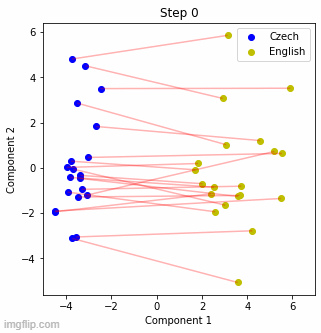 Step 0
Czech
English
Component 2
6
4
2
0
−2
−4
−4
−2
0
2
4
6
Component 1
imgflip.com